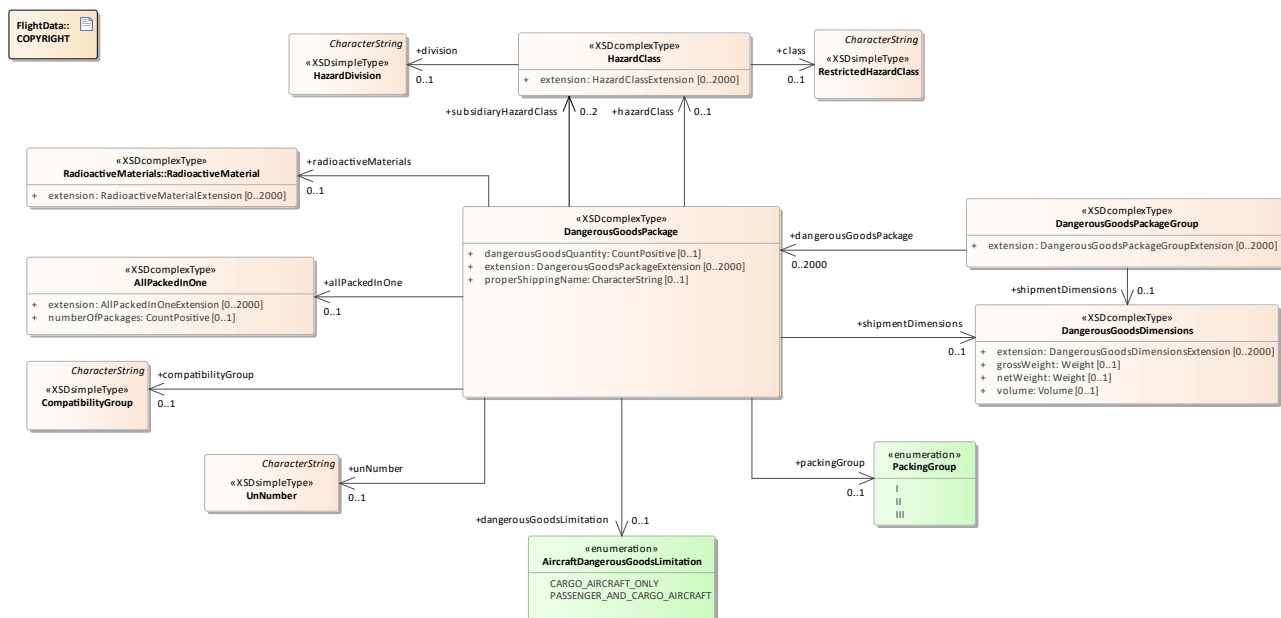 FlightData::
COPYRIGHT
CharacterString
«XSDsimpleType»
HazardDivision
+division
0..1
«XSDcomplexType»
HazardClass
+ extension: HazardClassExtension [0..2000]
+class
0..1
CharacterString
«XSDsimpleType»
RestrictedHazardClass
+subsidiaryHazardClass
0..2
+hazardClass
0..1
«XSDcomplexType»
RadioactiveMaterials::RadioactiveMaterial
+ extension: RadioactiveMaterialExtension [0..2000]
+radioactiveMaterials
0..1
«XSDcomplexType»
DangerousGoodsPackage
+ dangerousGoodsQuantity: CountPositive [0..1]
+ extension: DangerousGoodsPackageExtension [0..2000]
+ properShippingName: CharacterString [0..1]
+dangerousGoodsPackage
0..2000
«XSDcomplexType»
DangerousGoodsPackageGroup
+ extension: DangerousGoodsPackageGroupExtension [0..2000]
«XSDcomplexType»
AllPackedInOne
+ extension: AllPackedInOneExtension [0..2000]
+ numberOfPackages: CountPositive [0..1]
+allPackedInOne
0..1
+shipmentDimensions
0..1
+shipmentDimensions
0..1
«XSDcomplexType»
DangerousGoodsDimensions
+ extension: DangerousGoodsDimensionsExtension [0..2000]
+ grossWeight: Weight [0..1]
+ netWeight: Weight [0..1]
+ volume: Volume [0..1]
CharacterString
«XSDsimpleType»
CompatibilityGroup
+compatibilityGroup
0..1
CharacterString
«XSDsimpleType»
UnNumber
+unNumber
0..1
+packingGroup
0..1
«enumeration»
PackingGroup
I
II
III
+dangerousGoodsLimitation
0..1
«enumeration»
AircraftDangerousGoodsLimitation
CARGO_AIRCRAFT_ONLY
PASSENGER_AND_CARGO_AIRCRAFT